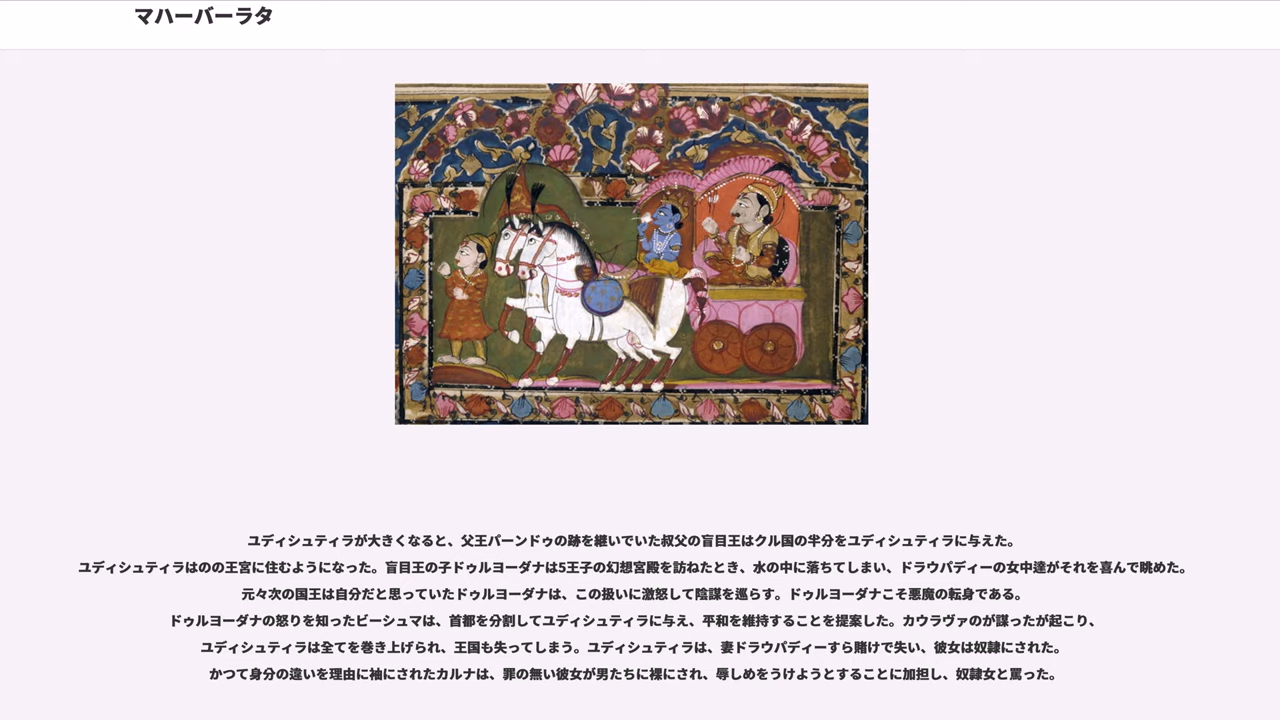 マハーバーラタ
ユディシュティラが大きくなると、父王パーンドゥの跡を継いでいた叔父の盲目王はクル国の半分をユディシュティラに与えた。
ユディシュティラはのの王宮に住むようになった。盲目王の子ドゥルヨーダナは5王子の幻想宮殿を訪ねたとき、水の中に落ちてしまい、ドラウパディーの女中達がそれを喜んで眺めた。
元々次の国王は自分だと思っていたドゥルヨーダナは、この扱いに激怒して陰謀を巡らす。ドゥルヨーダナこそ悪魔の転身である。
ドゥルヨーダナの怒りを知ったビーシュマは、首都を分割してユディシュティラに与え、平和を維持することを提案した。カウラヴァのが謀ったが起こり、
ユディシュティラは全てを巻き上げられ、王国も失ってしまう。ユディシュティラは、妻ドラウパディーすら賭けで失い、彼女は奴隷にされた。
かつて身分の違いを理由に袖にされたカルナは、罪の無い彼女が男たちに裸にされ、辱しめをうけようとすることに加担し、奴隷女と罵った。